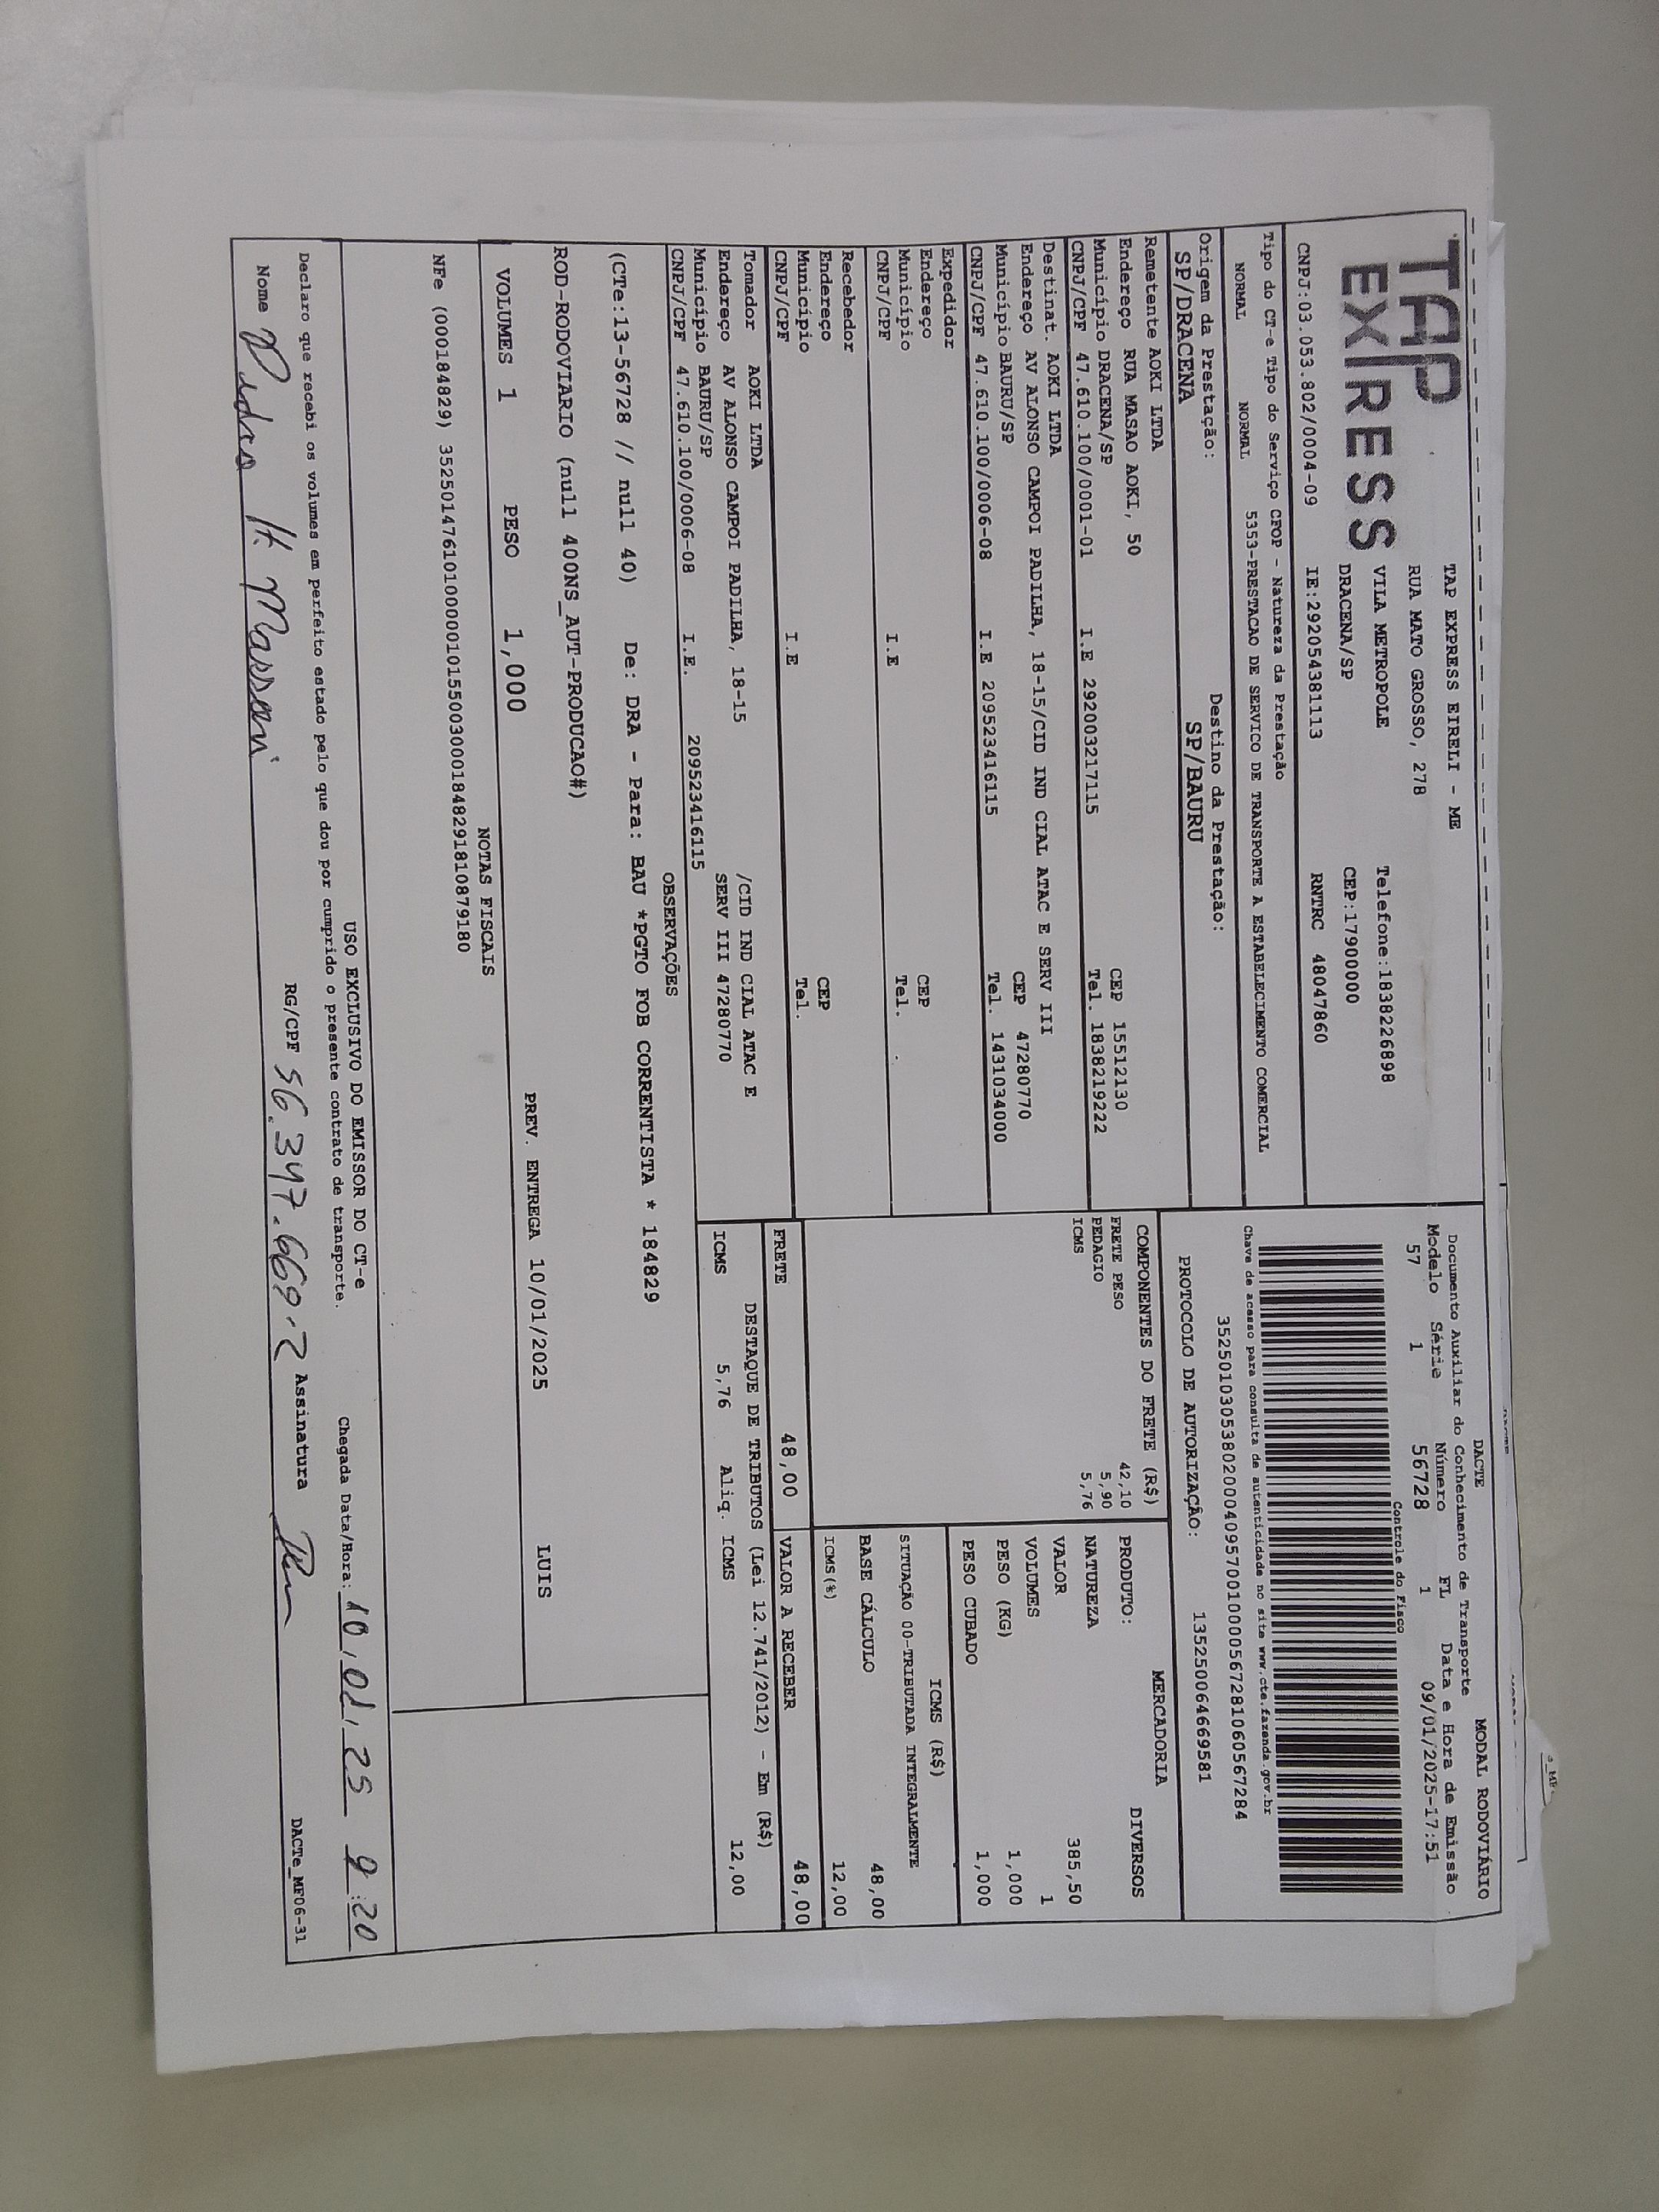 TAP
EXPRESS
TAP EXPRESS EIRELI - ME
RUA MATO GROSSO, 278
VILA METROPOLE Telefone:1838226898
DRACENA/SP CEP:17900000
CNPJ:03.053.802/0004-09 IE:292054381113 RNTRC 48047860
DACTE MODAL RODOVIÁRIO
Documento Auxiliar do Conhecimento de Transporte
Modelo Série Número FL Data e Hora de Emissão
57 1 56728 1 09/01/2025-17:51
Controle do Fisco
Chave de acesso para consulta de autenticidade no site www.cte.fazenda.gov.br
35250103053802000409570010000567281060567284
PROTOCOLO DE AUTORIZAÇÃO: 135250064669581
Tipo do CT-e Tipo do Serviço CFOP - Natureza da Prestação
NORMAL NORMAL 5353-PRESTACAO DE SERVICO DE TRANSPORTE A ESTABELECIMENTO COMERCIAL
Origem da Prestação: Destino da Prestação:
SP/DRACENA SP/BAURU
Remetente AOKI LTDA
Endereço RUA MASAO AOKI, 50 CEP 15512130
Município DRACENA/SP Tel. 1838219222
CNPJ/CPF 47.610.100/0001-01 I.E 292003217115
Destinat. AOKI LTDA
Endereço AV ALONSO CAMPOI PADILHA, 18-15/CID IND CIAL ATAC E SERV III
Município BAURU/SP CEP 47280770
CNPJ/CPF 47.610.100/0006-08 I.E 209523416115 Tel. 1431034000
Expedidor
Endereço CEP
Município Tel.
CNPJ/CPF I.E
Recebedor
Endereço CEP
Município Tel.
CNPJ/CPF I.E
Tomador AOKI LTDA /CID IND CIAL ATAC E
Endereço AV ALONSO CAMPOI PADILHA, 18-15 SERV III 47280770
Município BAURU/SP
CNPJ/CPF 47.610.100/0006-08 I.E. 209523416115
COMPONENTES DO FRETE (R$)
FRETE PESO 42,10
PEDAGIO 5,90
ICMS 5,76
MERCADORIA
PRODUTO: DIVERSOS
NATUREZA
VALOR 385,50
VOLUMES 1
PESO (KG) 1,000
PESO CUBADO 1,000
ICMS (R$)
SITUAÇÃO 00-TRIBUTADA INTEGRALMENTE
BASE CÁLCULO 48,00
ICMS(%) 12,00
FRETE 48,00 VALOR A RECEBER 48,00
DESTAQUE DE TRIBUTOS (Lei 12.741/2012) - Em (R$)
ICMS 5,76 Aliq. ICMS 12,00
OBSERVAÇÕES
(CTe:13-56728 // null 40) De: DRA - Para: BAU *PGTO FOB CORRENTISTA * 184829
ROD-RODOVIARIO (null 400NS_AUT-PRODUCAO#)
VOLUMES 1 PESO 1,000 PREV. ENTREGA 10/01/2025 LUIS
NOTAS FISCAIS
NFe (000184829) 35250147610100000101550030001848291810879180
USO EXCLUSIVO DO EMISSOR DO CT-e
Declaro que recebi os volumes em perfeito estado pelo que dou por cumprido o presente contrato de transporte.
Chegada Data/Hora: 10,01,25 9:20
Nome Pedro H. RG/CPF 56.347.669-2 Assinatura
DACTe_MF06-31